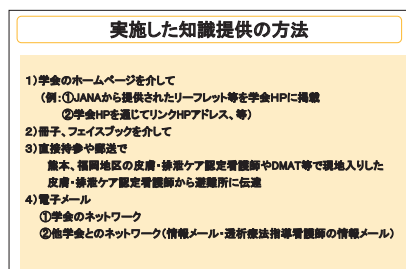 実施した知識提供の方法
1）学会のホームページを介して
（例：①JANAから提供されたリーフレット等を学会HPに掲載
②学会HPを通じてリンクHPアドレス、等）
2）冊子、フェイスブックを介して
3）直接持参や郵送で
熊本、福岡地区の皮膚・排泄ケア認定看護師やDMAT等で現地入りした
皮膚・排泄ケア認定看護師から避難所に伝達
4）電子メール
①学会のネットワーク
②他学会とのネットワーク（情報メール・透析療法指導看護師の情報メール）